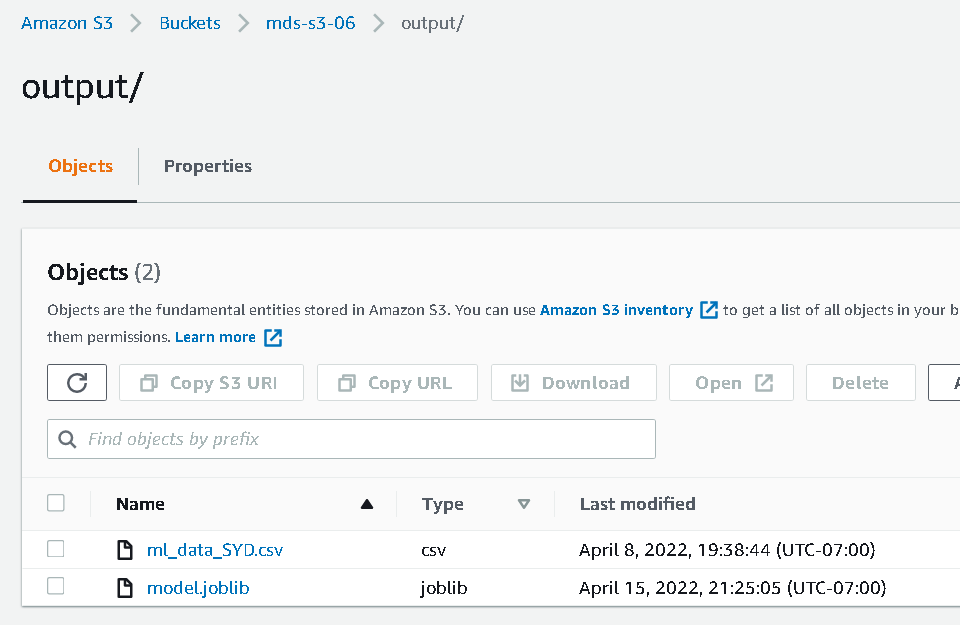 Amazon S3 > Buckets > mds-s3-06 > output/
output/
Objects Properties
Objects (2)
Objects are the fundamental entities stored in Amazon S3. You can use Amazon S3 inventory to get a list of all objects in your b
them permissions. Learn more
Copy S3 URI Copy URL Download Open Delete A
Find objects by prefix
Name Type Last modified
ml_data_SYD.csv csv April 8, 2022, 19:38:44 (UTC-07:00)
model.joblib joblib April 15, 2022, 21:25:05 (UTC-07:00)